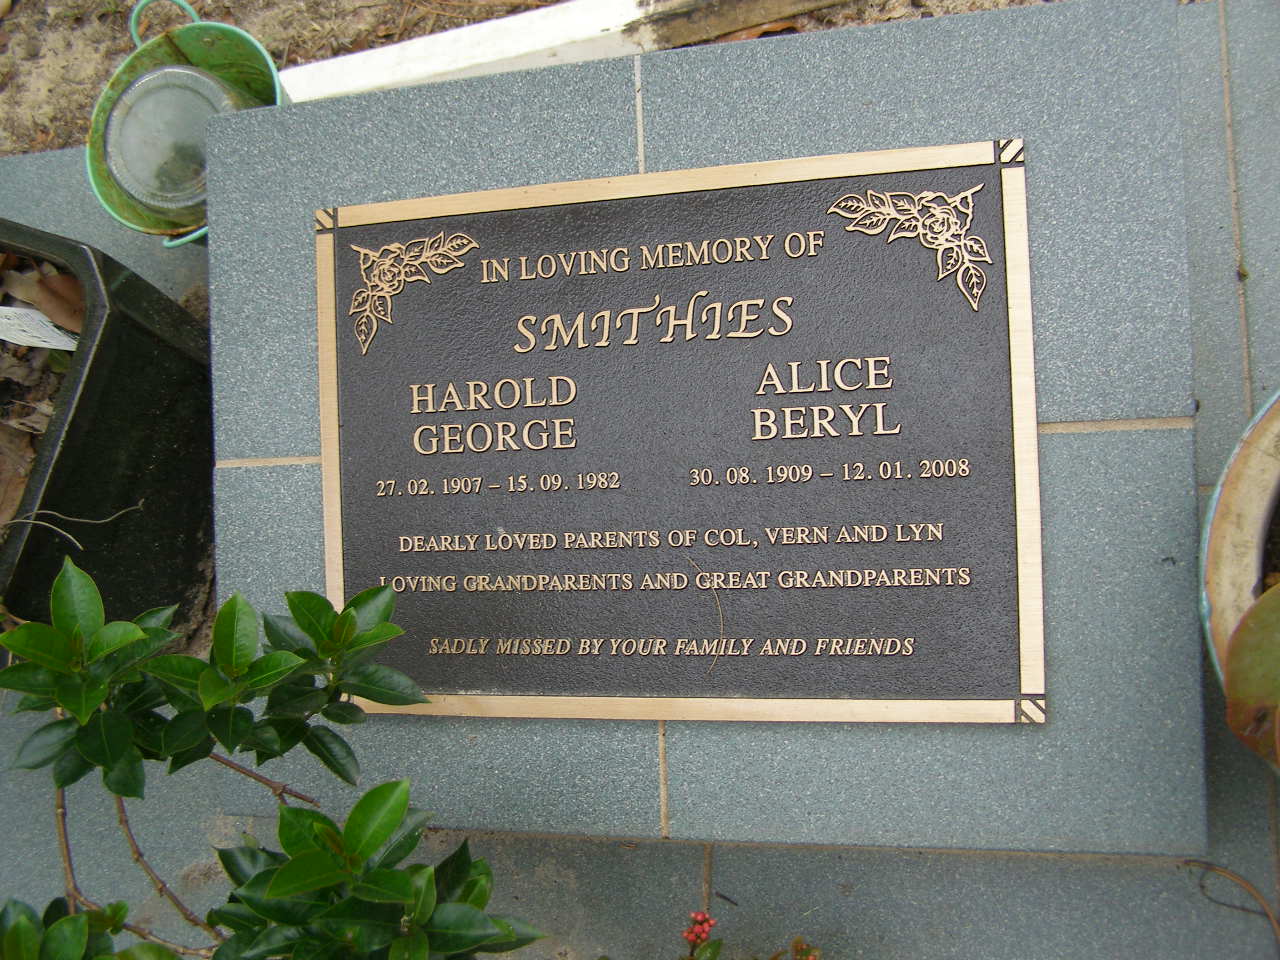 IN LOVING MEMORY OF
SMITHIES
HAROLD GEORGE
27. 02. 1907 – 15. 09. 1982
ALICE BERYL
30. 08. 1909 – 12. 01. 2008
DEARLY LOVED PARENTS OF COL, VERN AND LYN
LOVING GRANDPARENTS AND GREAT GRANDPARENTS
SADLY MISSED BY YOUR FAMILY AND FRIENDS